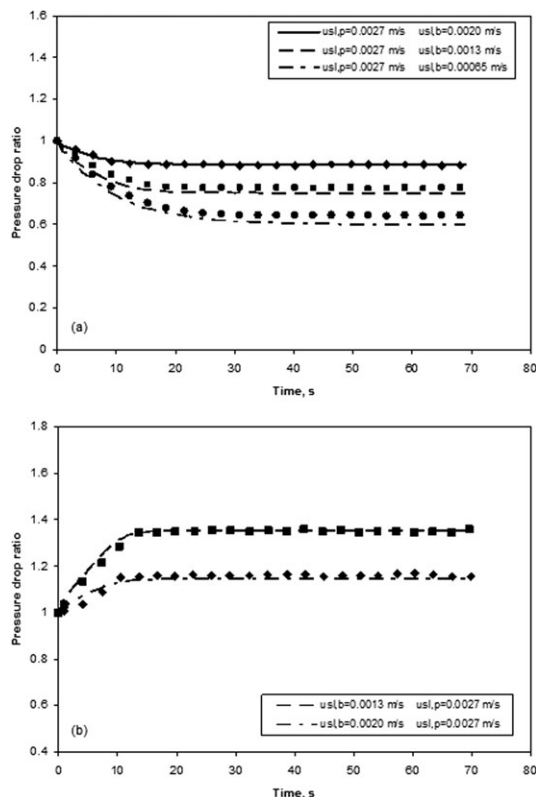 (a)
1.6
1.4
1.2
1
0.8
0.6
0.4
0.2
0
Pressure drop ratio
usl,p=0.0027 m/s usl,b=0.0020 m/s
usl,p=0.0027 m/s usl,b=0.0013 m/s
usl,p=0.0027 m/s usl,b=0.00065 m/s
0 10 20 30 40 50 60 70 80
Time, s
1.8
1.6
1.4
1.2
1
0.8
0.6
0.4
Pressure drop ratio
usl,b=0.0013 m/s usl,p=0.0027 m/s
usl,b=0.0020 m/s usl,p=0.0027 m/s
(b)
0 10 20 30 40 50 60 70 80
Time, s